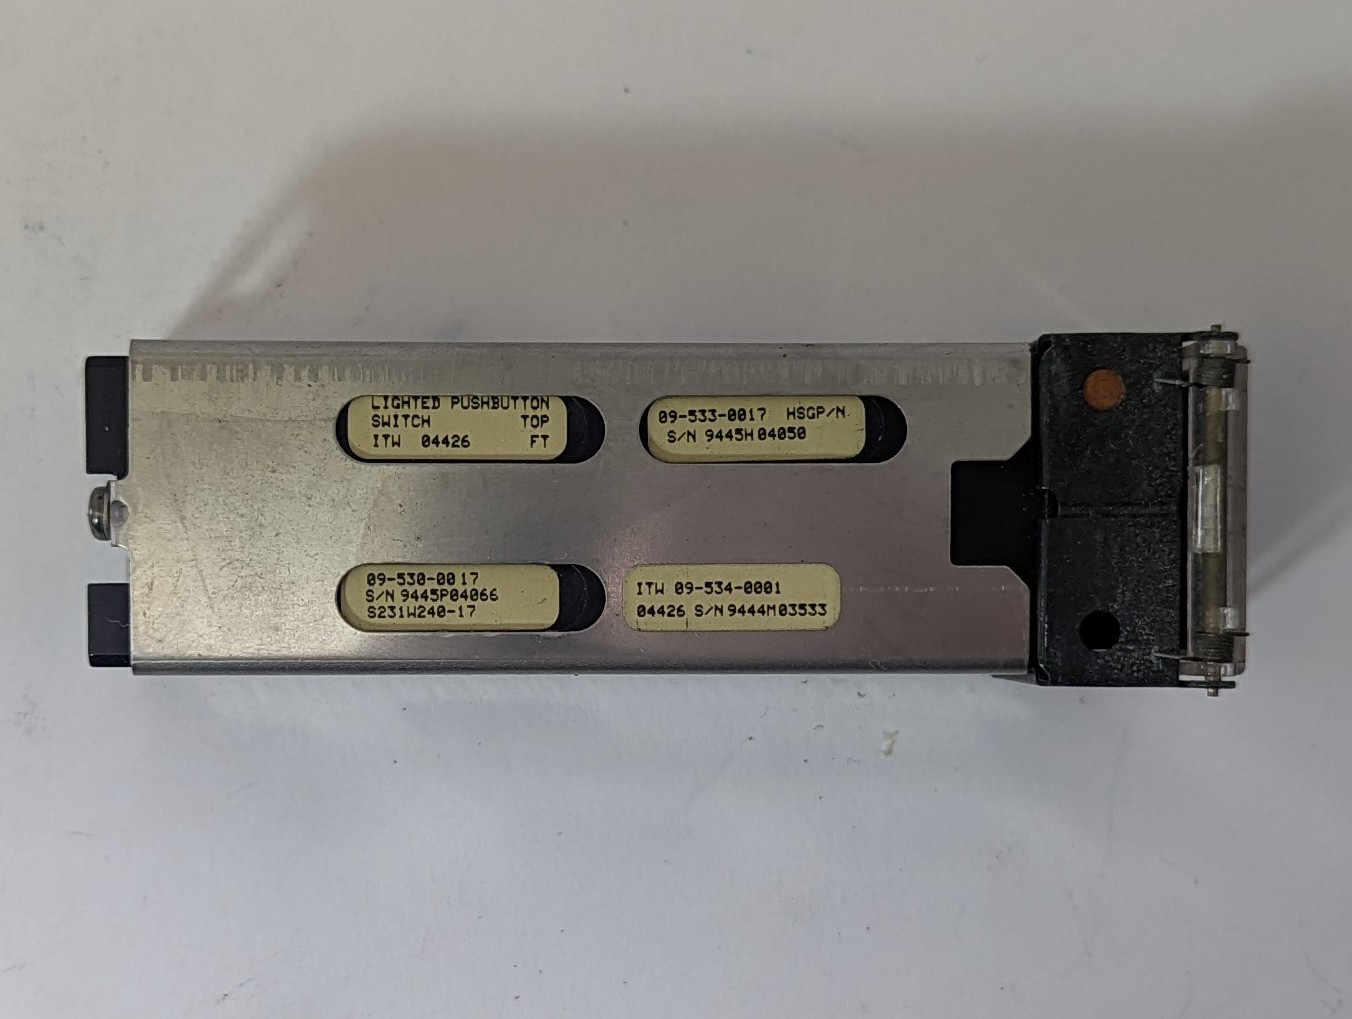 LIGHTED PUSHBUTTON
SWITCH TOP
ITW 04426 FT
09-533-0017 HSGP/N
S/N 9445H04050
09-530-0017
S/N 9445P04066
S231W240-17
ITW 09-534-0001
04426 S/N 9444M03533